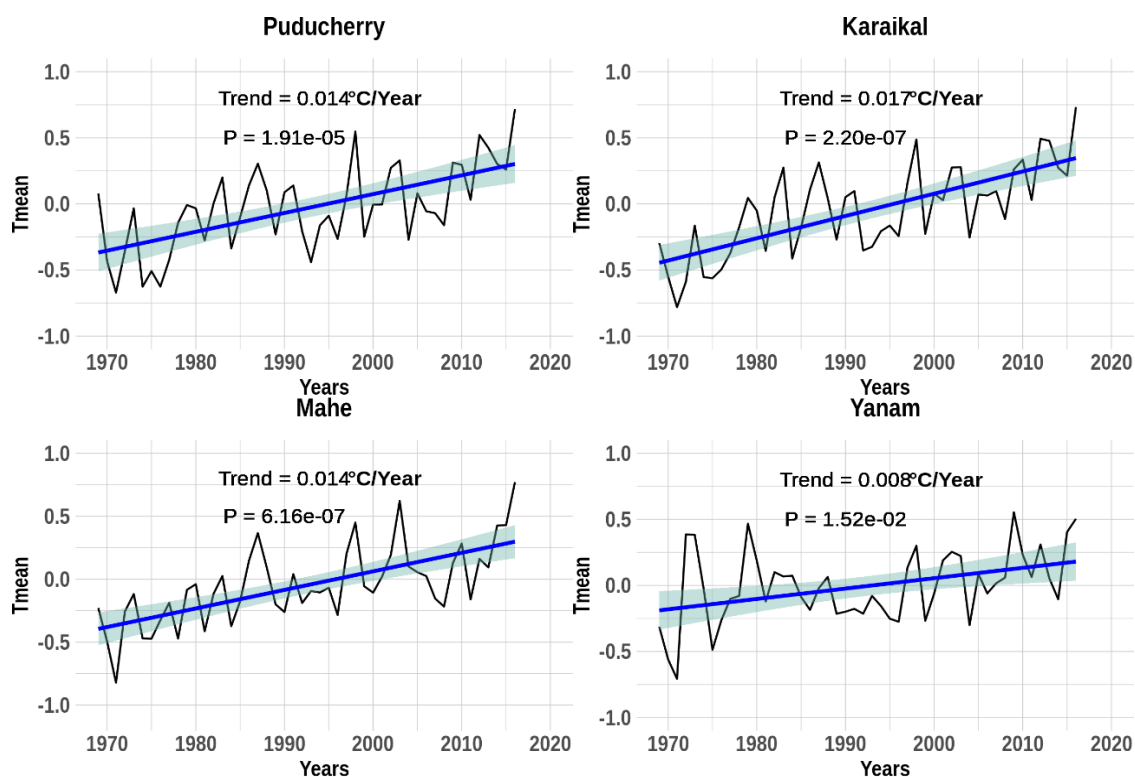 Puducherry
Trend = 0.014°C/Year
P = 1.91e-05
1.0
0.5
0.0
-0.5
-1.0
Tmean
1970 1980 1990 2000 2010 2020
Years
Karaikal
Trend = 0.017°C/Year
P = 2.20e-07
1.0
0.5
0.0
-0.5
-1.0
Tmean
1970 1980 1990 2000 2010 2020
Years
Mahe
Trend = 0.014°C/Year
P = 6.16e-07
1.0
0.5
0.0
-0.5
-1.0
Tmean
1970 1980 1990 2000 2010 2020
Years
Yanam
Trend = 0.008°C/Year
P = 1.52e-02
1.0
0.5
0.0
-0.5
-1.0
Tmean
1970 1980 1990 2000 2010 2020
Years